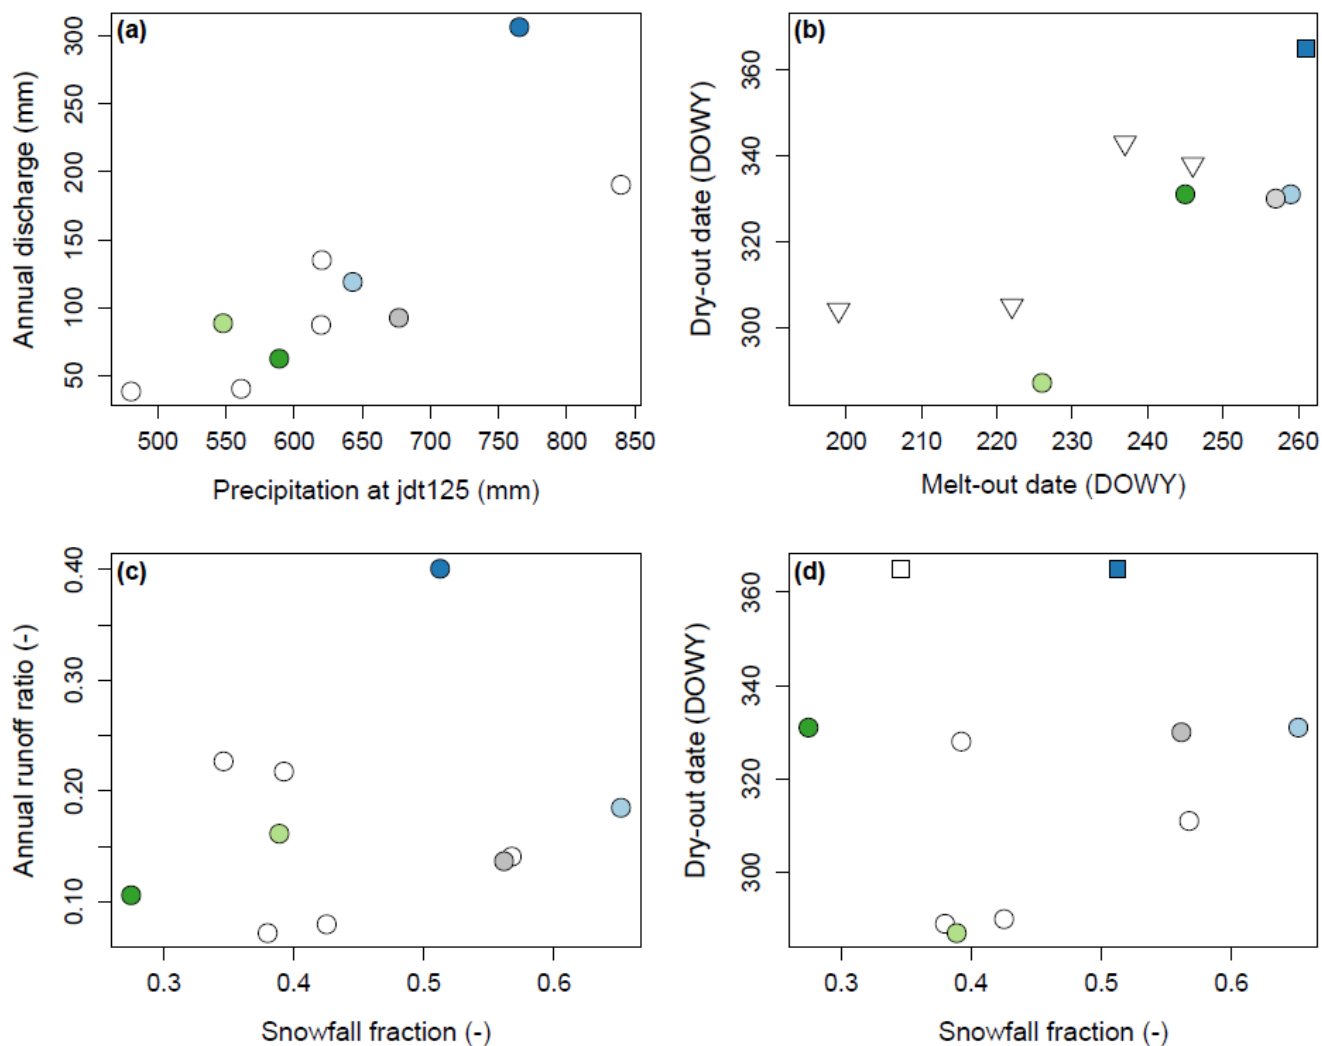 (a)
Annual discharge (mm)
300
250
200
150
100
50
500 550 600 650 700 750 800 850
Precipitation at jdt125 (mm)
(b)
Dry-out date (DOWY)
360
340
320
300
200 210 220 230 240 250 260
Melt-out date (DOWY)
(c)
Annual runoff ratio (-)
0.40
0.30
0.20
0.10
0.3 0.4 0.5 0.6
Snowfall fraction (-)
(d)
Dry-out date (DOWY)
360
340
320
300
0.3 0.4 0.5 0.6
Snowfall fraction (-)